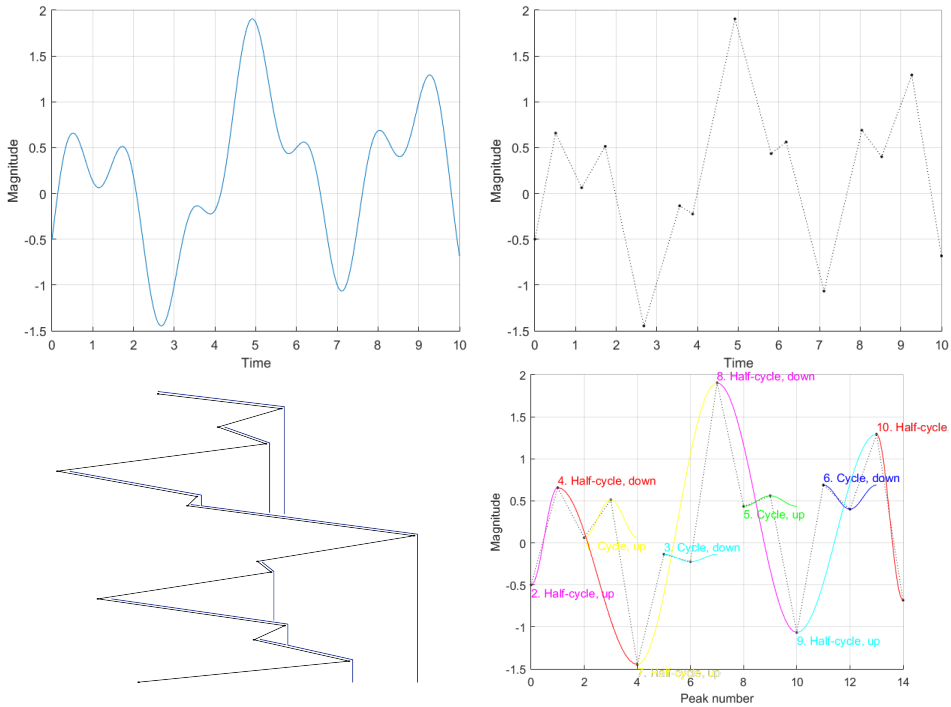 2
1.5
1
0.5
0
-0.5
-1
-1.5
Magnitude
0 1 2 3 4 5 6 7 8 9 10
Time
2
1.5
1
0.5
0
-0.5
-1
-1.5
Magnitude
0 1 2 3 4 5 6 7 8 9 10
Time
2
1.5
1
0.5
0
-0.5
-1
-1.5
Magnitude
8. Half-cycle, down
10. Half-cycle
4. Half-cycle, down
6. Cycle, down
5. Cycle, up
Cycle, up
3. Cycle, down
2. Half-cycle, up
9. Half-cycle, up
7. Half-cycle, up
0 2 4 6 8 10 12 14
Peak number